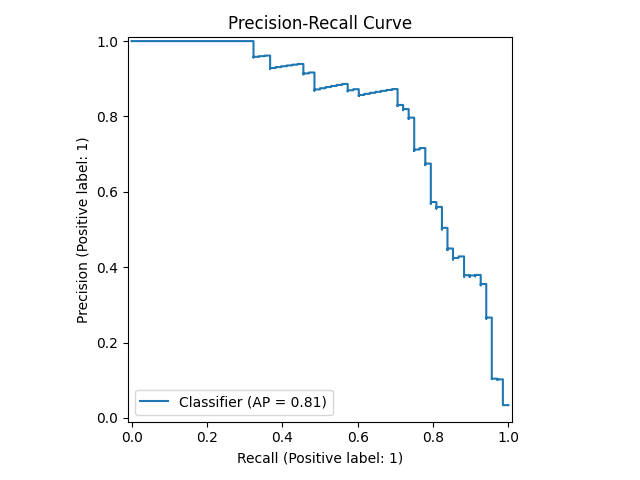 Precision-Recall Curve
1.0
0.8
0.6
0.4
0.2
0.0
Precision (Positive label: 1)
Classifier (AP = 0.81)
0.0 0.2 0.4 0.6 0.8 1.0
Recall (Positive label: 1)